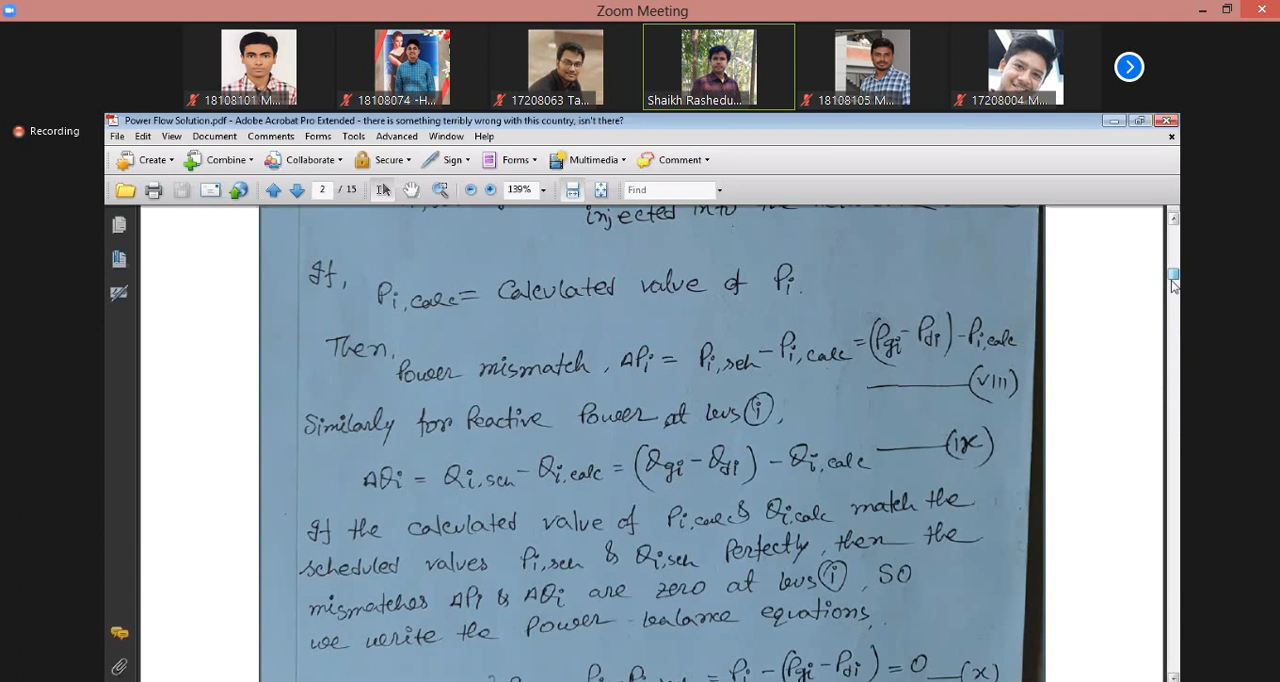 Zoom Meeting
18108101 M...
18108074 -H...
17208063 Ta...
Shaikh Rashedu...
18108105 M...
17208004 M...
Recording
Power Flow Solution.pdf - Adobe Acrobat Pro Extended - there is something terribly wrong with this country, isn't there?
File Edit View Document Comments Forms Tools Advanced Window Help
Create Combine Collaborate Secure Sign Forms Multimedia Comment
2 / 15 139% Find
injected into the
If,
Pi,calc = Calculated value of Pi.
Then,
Power mismatch, ΔPi = Pi,sch - Pi,calc = (Pgi - Pdi) - Pi,calc
(VIII)
Similarly for Reactive Power at bus (i),
ΔQi = Qi,sch - Qi,calc = (Qgi - Qdi) - Qi,calc (ix)
If the calculated value of Pi,calc & Qi,calc match the
scheduled values Pi,sch & Qi,sch Perfectly, then the
mismatches ΔPi & ΔQi are zero at bus (i), so
we write the Power balance equations,
= Pi - (Pgi - Pdi) = 0 (x)